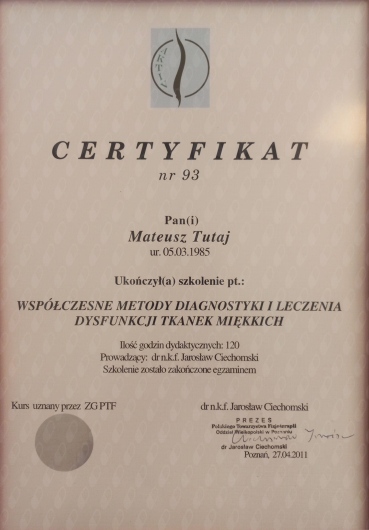 CERTYFIKAT
nr 93
Pan(i)
Mateusz Tutaj
ur. 05.03.1985
Ukończył(a) szkolenie pt.:
WSPÓŁCZESNE METODY DIAGNOSTYKI I LECZENIA
DYSFUNKCJI TKANEK MIĘKKICH
Ilość godzin dydaktycznych: 120
Prowadzący: dr n.k.f. Jarosław Ciechomski
Szkolenie zostało zakończone egzaminem
Kurs uznany przez ZG PTF
dr n.k.f. Jarosław Ciechomski
PREZES
Polskiego Towarzystwa Fizjoterapii
Oddział Wielkopolski w Poznaniu
dr Jarosław Ciechomski
Poznań, 27.04.2011